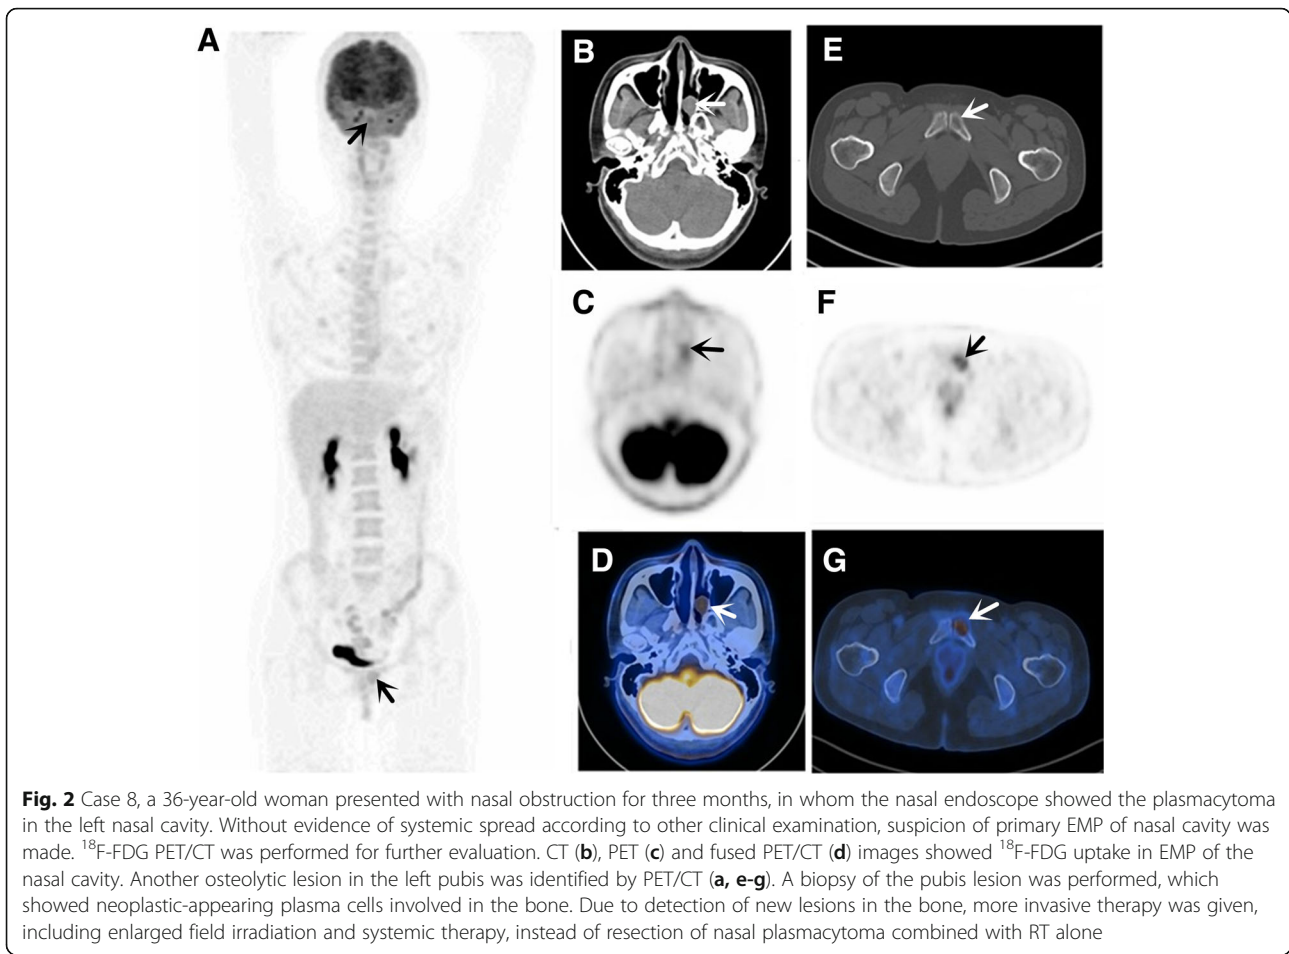 A
B
E
C
F
D
G
Fig. 2 Case 8, a 36-year-old woman presented with nasal obstruction for three months, in whom the nasal endoscope showed the plasmacytoma
in the left nasal cavity. Without evidence of systemic spread according to other clinical examination, suspicion of primary EMP of nasal cavity was
made. ¹⁸F-FDG PET/CT was performed for further evaluation. CT (b), PET (c) and fused PET/CT (d) images showed ¹⁸F-FDG uptake in EMP of the
nasal cavity. Another osteolytic lesion in the left pubis was identified by PET/CT (a, e-g). A biopsy of the pubis lesion was performed, which
showed neoplastic-appearing plasma cells involved in the bone. Due to detection of new lesions in the bone, more invasive therapy was given,
including enlarged field irradiation and systemic therapy, instead of resection of nasal plasmacytoma combined with RT alone